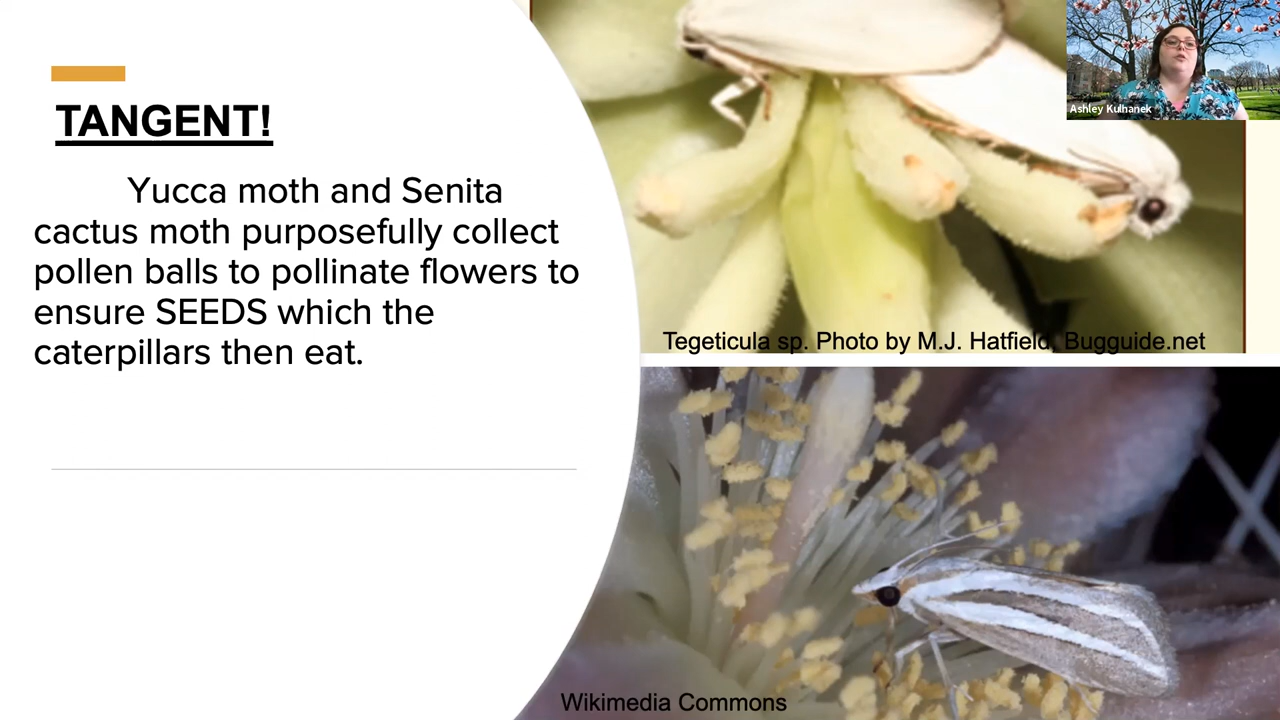 TANGENT!
Yucca moth and Senita
cactus moth purposefully collect
pollen balls to pollinate flowers to
ensure SEEDS which the
caterpillars then eat.
Ashley Kulhanek
Tegeticula sp. Photo by M.J. Hatfield, Bugguide.net
Wikimedia Commons